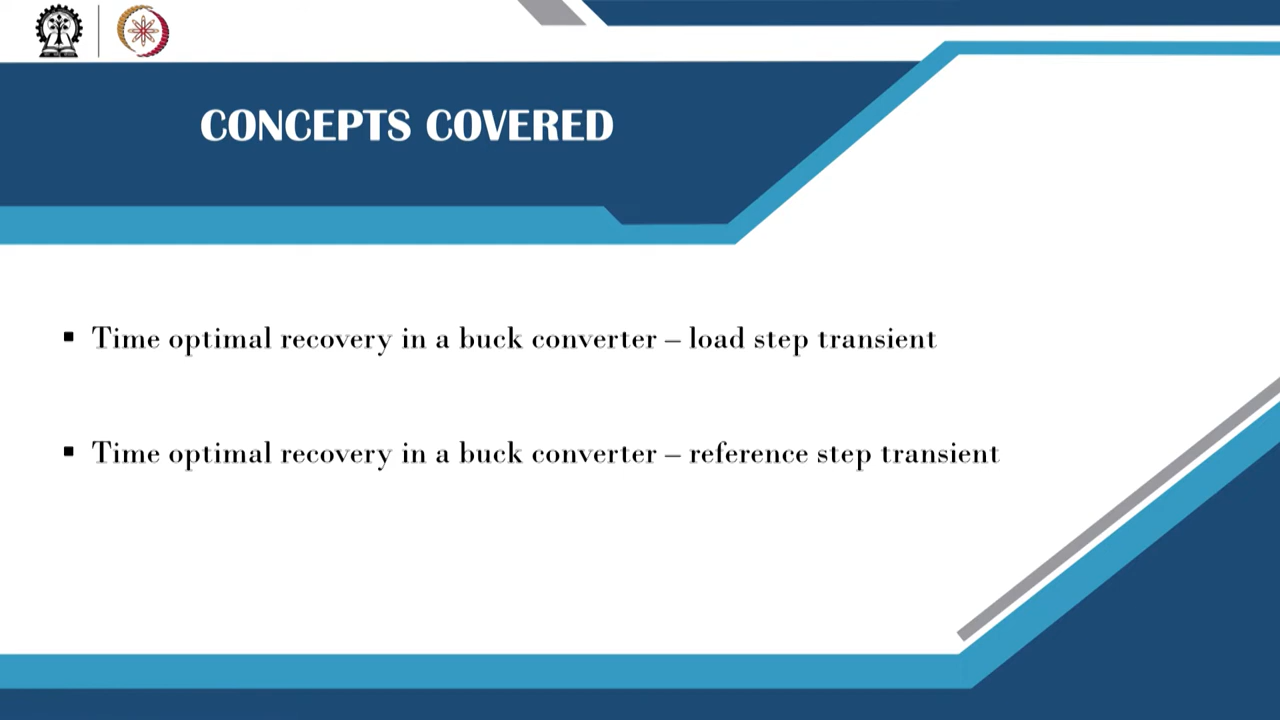 CONCEPTS COVERED
▪ Time optimal recovery in a buck converter – load step transient
▪ Time optimal recovery in a buck converter – reference step transient